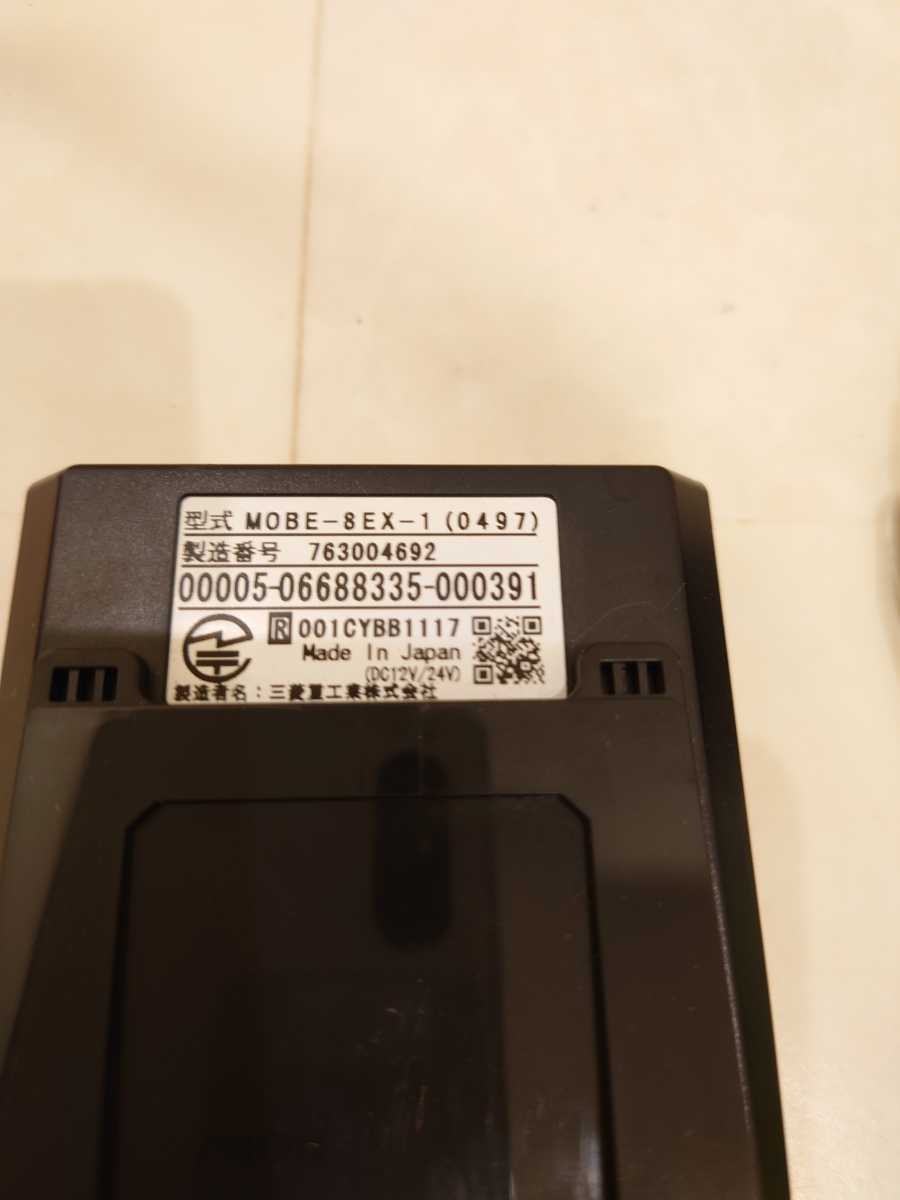 型式 MOBE-8EX-1(0497)
製造番号 763004692
00005-06688335-000391
R 001CYBB1117
Made In Japan
(DC12V/24V)
製造者名：三菱重工業株式会社